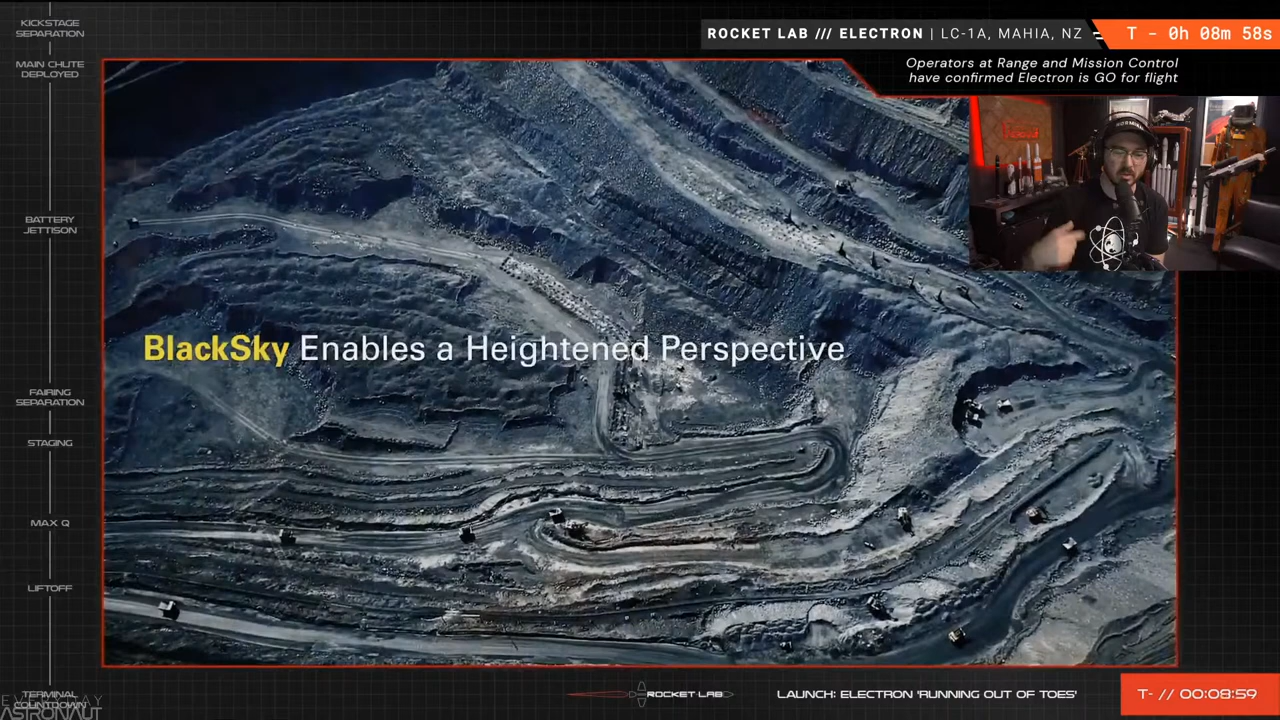 KICKSTAGE
SEPARATION
MAIN CHUTE
DEPLOYED
BATTERY
JETTISON
FAIRING
SEPARATION
STAGING
MAX Q
LIFTOFF
TERMINAL
COUNTDOWN
EVERYDAY
ASTRONAUT
ROCKET LAB /// ELECTRON | LC-1A, MAHIA, NZ
T - 0h 08m 58s
Operators at Range and Mission Control
have confirmed Electron is GO for flight
BlackSky Enables a Heightened Perspective
ROCKET LAB
LAUNCH: ELECTRON 'RUNNING OUT OF TOES'
T- // 00:08:59